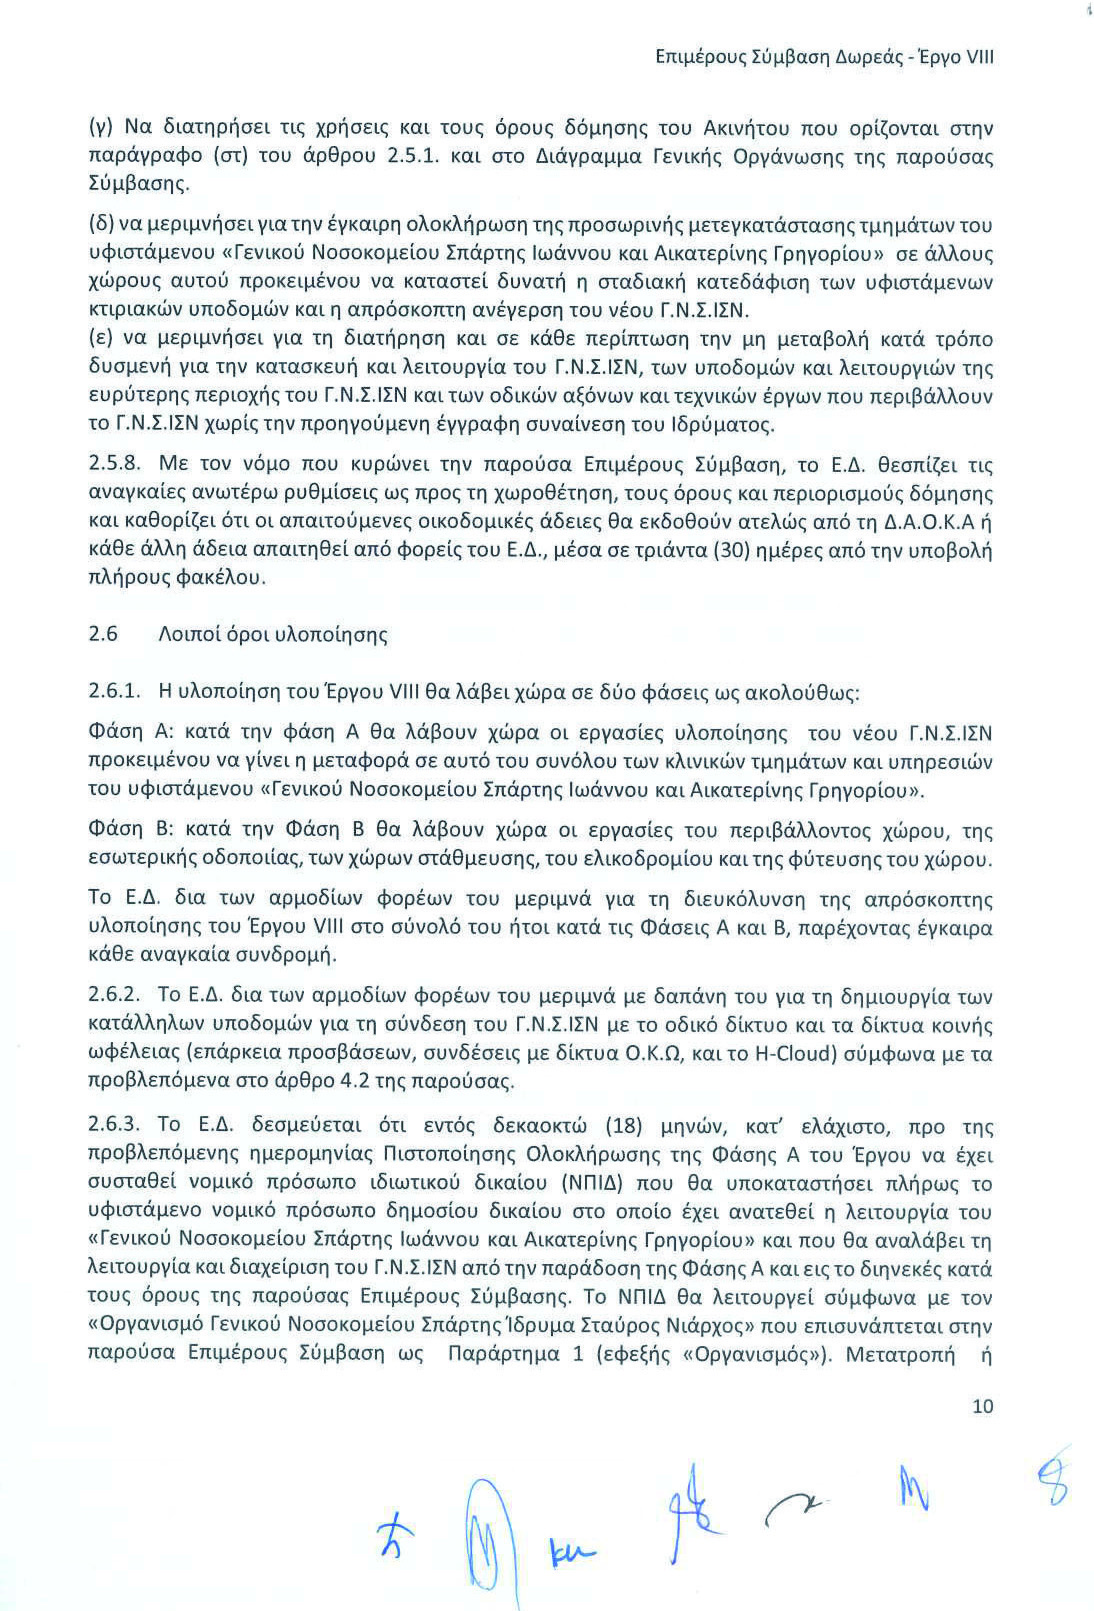 Επιμέρους Σύμβαση Δωρεάς - Έργο VIII
(γ) Να διατηρήσει τις χρήσεις και τους όρους δόμησης του Ακινήτου που ορίζονται στην
παράγραφο (στ) του άρθρου 2.5.1. και στο Διάγραμμα Γενικής Οργάνωσης της παρούσας
Σύμβασης.
(δ) να μεριμνήσει για την έγκαιρη ολοκλήρωση της προσωρινής μετεγκατάστασης τμημάτων του
υφιστάμενου «Γενικού Νοσοκομείου Σπάρτης Ιωάννου και Αικατερίνης Γρηγορίου» σε άλλους
χώρους αυτού προκειμένου να καταστεί δυνατή η σταδιακή κατεδάφιση των υφιστάμενων
κτιριακών υποδομών και η απρόσκοπτη ανέγερση του νέου Γ.Ν.Σ.ΙΣΝ.
(ε) να μεριμνήσει για τη διατήρηση και σε κάθε περίπτωση την μη μεταβολή κατά τρόπο
δυσμενή για την κατασκευή και λειτουργία του Γ.Ν.Σ.ΙΣΝ, των υποδομών και λειτουργιών της
ευρύτερης περιοχής του Γ.Ν.Σ.ΙΣΝ και των οδικών αξόνων και τεχνικών έργων που περιβάλλουν
το Γ.Ν.Σ.ΙΣΝ χωρίς την προηγούμενη έγγραφη συναίνεση του Ιδρύματος.
2.5.8. Με τον νόμο που κυρώνει την παρούσα Επιμέρους Σύμβαση, το Ε.Δ. θεσπίζει τις
αναγκαίες ανωτέρω ρυθμίσεις ως προς τη χωροθέτηση, τους όρους και περιορισμούς δόμησης
και καθορίζει ότι οι απαιτούμενες οικοδομικές άδειες θα εκδοθούν ατελώς από τη Δ.Α.Ο.Κ.Α ή
κάθε άλλη άδεια απαιτηθεί από φορείς του Ε.Δ., μέσα σε τριάντα (30) ημέρες από την υποβολή
πλήρους φακέλου.
2.6 Λοιποί όροι υλοποίησης
2.6.1. Η υλοποίηση του Έργου VIII θα λάβει χώρα σε δύο φάσεις ως ακολούθως:
Φάση Α: κατά την φάση Α θα λάβουν χώρα οι εργασίες υλοποίησης του νέου Γ.Ν.Σ.ΙΣΝ
προκειμένου να γίνει η μεταφορά σε αυτό του συνόλου των κλινικών τμημάτων και υπηρεσιών
του υφιστάμενου «Γενικού Νοσοκομείου Σπάρτης Ιωάννου και Αικατερίνης Γρηγορίου».
Φάση Β: κατά την Φάση Β θα λάβουν χώρα οι εργασίες του περιβάλλοντος χώρου, της
εσωτερικής οδοποιίας, των χώρων στάθμευσης, του ελικοδρομίου και της φύτευσης του χώρου.
Το Ε.Δ. δια των αρμοδίων φορέων του μεριμνά για τη διευκόλυνση της απρόσκοπτης
υλοποίησης του Έργου VIII στο σύνολό του ήτοι κατά τις Φάσεις Α και Β, παρέχοντας έγκαιρα
κάθε αναγκαία συνδρομή.
2.6.2. Το Ε.Δ. δια των αρμοδίων φορέων του μεριμνά με δαπάνη του για τη δημιουργία των
κατάλληλων υποδομών για τη σύνδεση του Γ.Ν.Σ.ΙΣΝ με το οδικό δίκτυο και τα δίκτυα κοινής
ωφέλειας (επάρκεια προσβάσεων, συνδέσεις με δίκτυα Ο.Κ.Ω, και το H-Cloud) σύμφωνα με τα
προβλεπόμενα στο άρθρο 4.2 της παρούσας.
2.6.3. Το Ε.Δ. δεσμεύεται ότι εντός δεκαοκτώ (18) μηνών, κατ’ ελάχιστο, προ της
προβλεπόμενης ημερομηνίας Πιστοποίησης Ολοκλήρωσης της Φάσης Α του Έργου να έχει
συσταθεί νομικό πρόσωπο ιδιωτικού δικαίου (ΝΠΙΔ) που θα υποκαταστήσει πλήρως το
υφιστάμενο νομικό πρόσωπο δημοσίου δικαίου στο οποίο έχει ανατεθεί η λειτουργία του
«Γενικού Νοσοκομείου Σπάρτης Ιωάννου και Αικατερίνης Γρηγορίου» και που θα αναλάβει τη
λειτουργία και διαχείριση του Γ.Ν.Σ.ΙΣΝ από την παράδοση της Φάσης Α και εις το διηνεκές κατά
τους όρους της παρούσας Επιμέρους Σύμβασης. Το ΝΠΙΔ θα λειτουργεί σύμφωνα με τον
«Οργανισμό Γενικού Νοσοκομείου Σπάρτης Ίδρυμα Σταύρος Νιάρχος» που επισυνάπτεται στην
παρούσα Επιμέρους Σύμβαση ως Παράρτημα 1 (εφεξής «Οργανισμός»). Μετατροπή ή
10